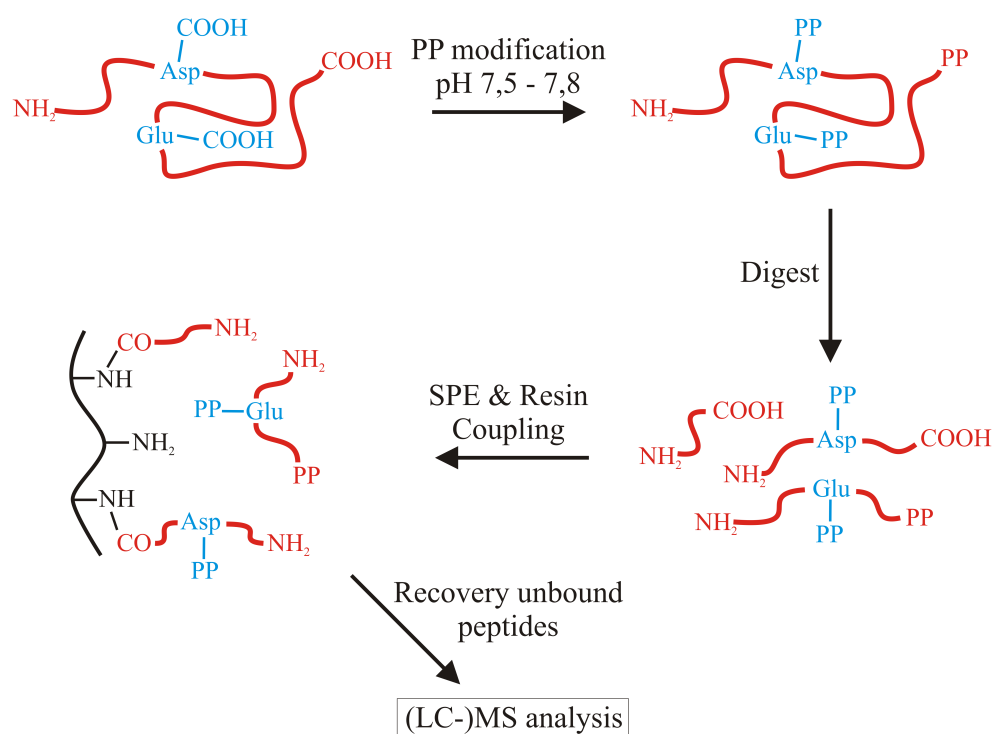 COOH
Asp
COOH
NH₂
Glu
COOH
PP modification
pH 7,5 - 7,8
PP
Asp
PP
NH₂
Glu
PP
Digest
PP
COOH
Asp
COOH
NH₂
NH₂
Glu
NH₂
PP
PP
SPE & Resin
Coupling
CO
NH₂
NH
NH₂
PP
Glu
NH₂
PP
NH
Asp
CO
NH₂
PP
Recovery unbound
peptides
(LC-)MS analysis